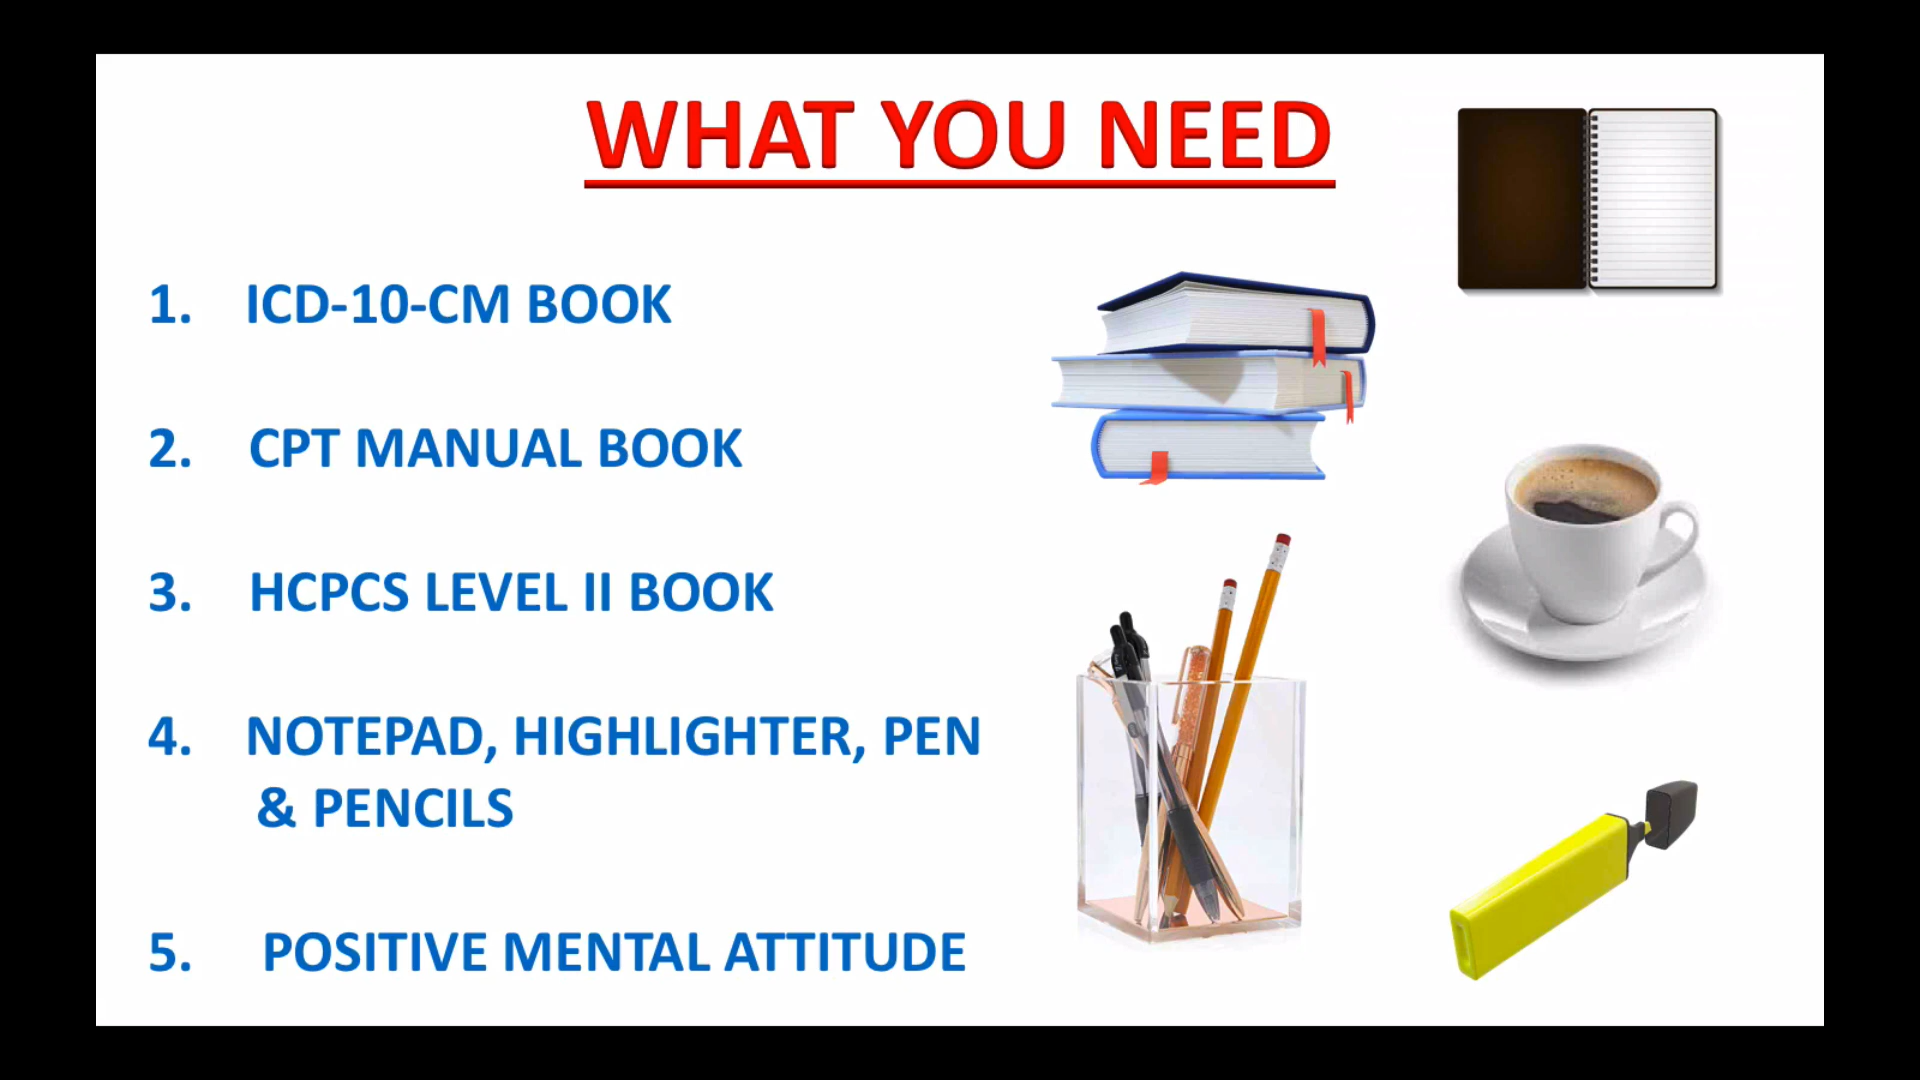 WHAT YOU NEED
1. ICD-10-CM BOOK
2. CPT MANUAL BOOK
3. HCPCS LEVEL II BOOK
4. NOTEPAD, HIGHLIGHTER, PEN
& PENCILS
5. POSITIVE MENTAL ATTITUDE